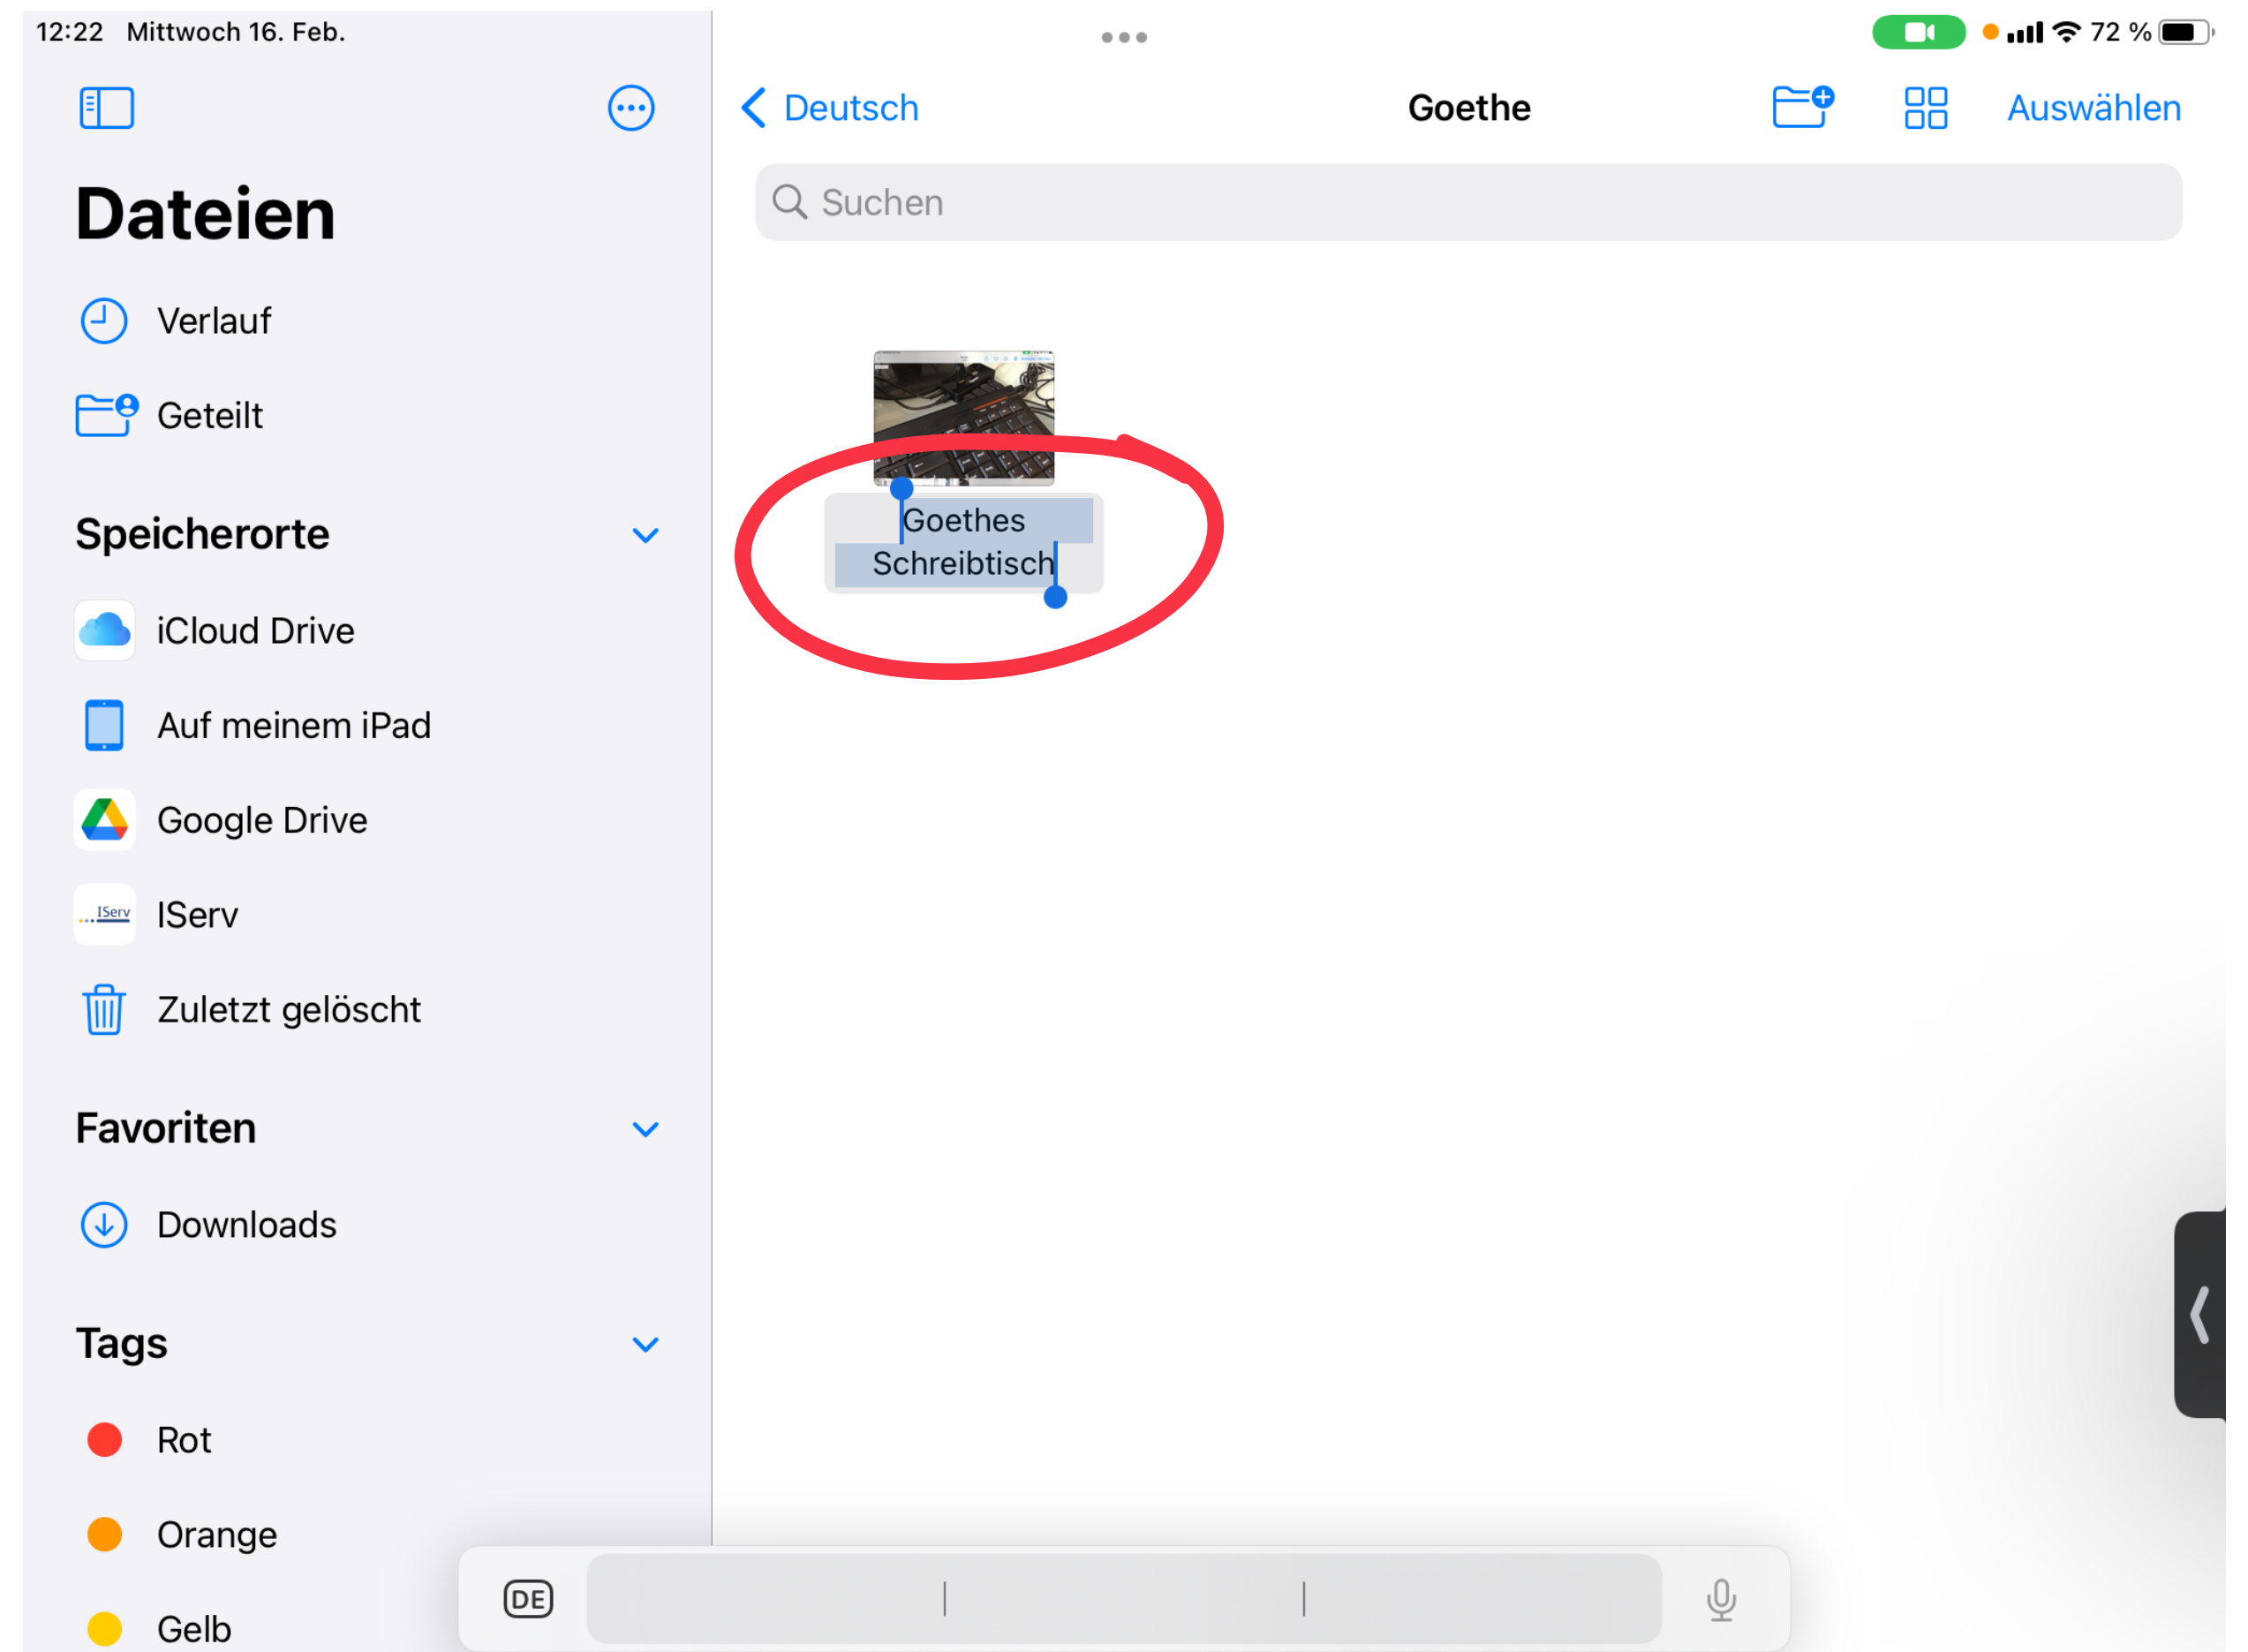 12:22 Mittwoch 16. Feb.
72 %
Dateien
Verlauf
Geteilt
Speicherorte
iCloud Drive
Auf meinem iPad
Google Drive
IServ
IServ
Zuletzt gelöscht
Favoriten
Downloads
Tags
Rot
Orange
Gelb
Deutsch
Goethe
Auswählen
Suchen
Goethes
Schreibtisch
DE